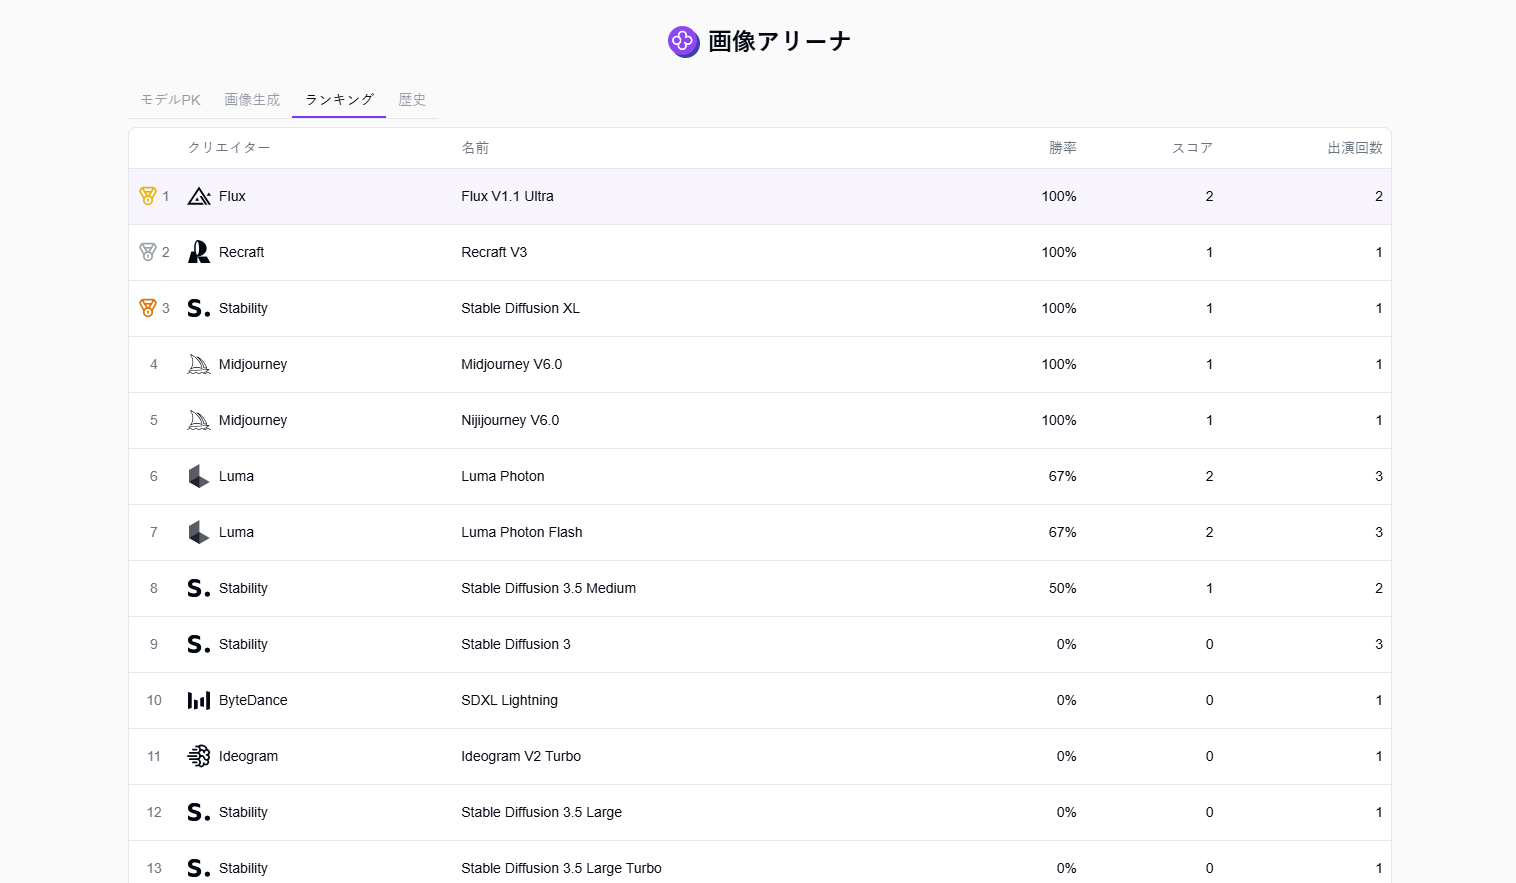 画像アリーナ
モデルPK 画像生成 ランキング 歴史
クリエイター 名前 勝率 スコア 出演回数
1 Flux Flux V1.1 Ultra 100% 2 2
2 Recraft Recraft V3 100% 1 1
3 S. Stability Stable Diffusion XL 100% 1 1
4 Midjourney Midjourney V6.0 100% 1 1
5 Midjourney Nijijourney V6.0 100% 1 1
6 Luma Luma Photon 67% 2 3
7 Luma Luma Photon Flash 67% 2 3
8 S. Stability Stable Diffusion 3.5 Medium 50% 1 2
9 S. Stability Stable Diffusion 3 0% 0 3
10 ByteDance SDXL Lightning 0% 0 1
11 Ideogram Ideogram V2 Turbo 0% 0 1
12 S. Stability Stable Diffusion 3.5 Large 0% 0 1
13 S. Stability Stable Diffusion 3.5 Large Turbo 0% 0 1